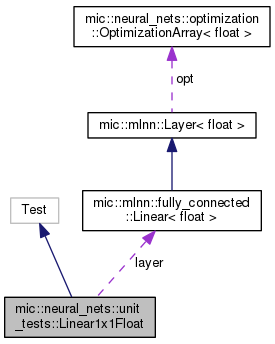 mic::neural_nets::optimization
::OptimizationArray< float >
opt
mic::mlnn::Layer< float >
mic::mlnn::fully_connected
::Linear< float >
Test
layer
mic::neural_nets::unit
_tests::Linear1x1Float